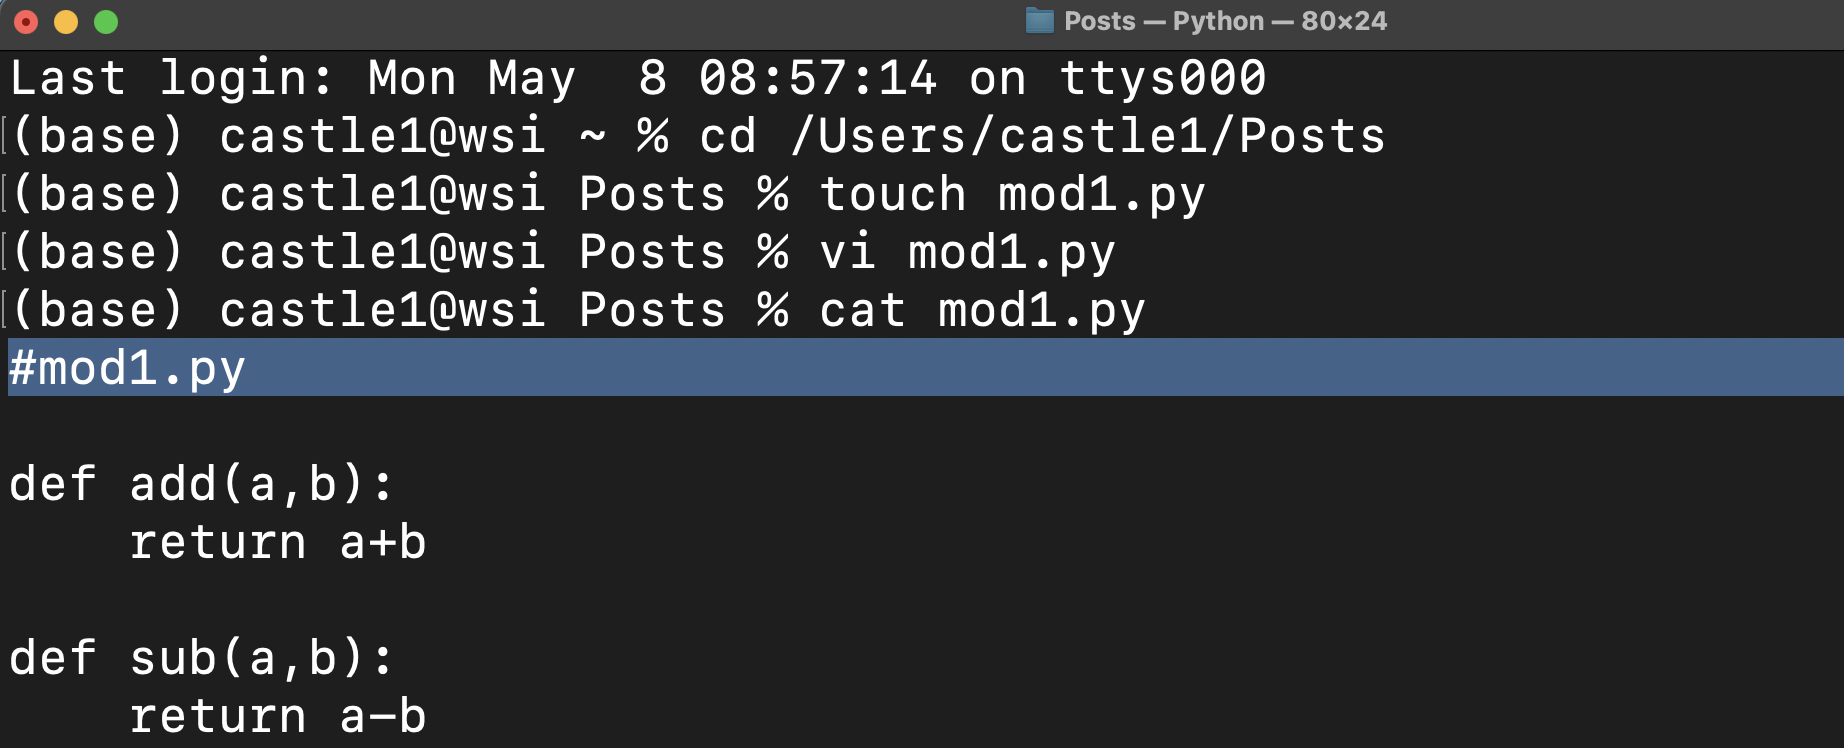 Posts — Python — 80×24
Last login: Mon May  8 08:57:14 on ttys000
[(base) castle1@wsi ~ % cd /Users/castle1/Posts
[(base) castle1@wsi Posts % touch mod1.py
[(base) castle1@wsi Posts % vi mod1.py
[(base) castle1@wsi Posts % cat mod1.py
#mod1.py
def add(a,b):
    return a+b
def sub(a,b):
    return a-b